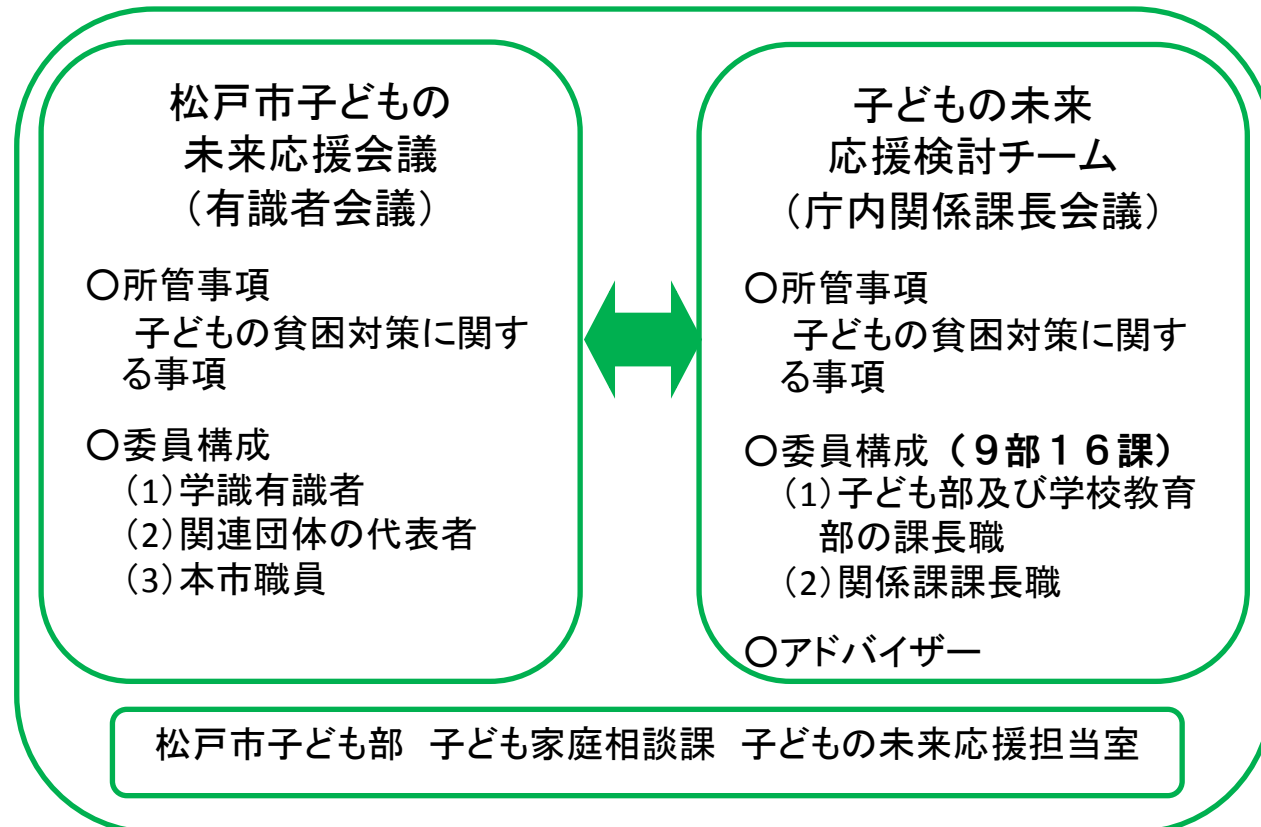 松戸市子どもの
未来応援会議
（有識者会議）
〇所管事項
子どもの貧困対策に関す
る事項
〇委員構成
(1)学識有識者
(2)関連団体の代表者
(3)本市職員
子どもの未来
応援検討チーム
（庁内関係課長会議）
〇所管事項
子どもの貧困対策に関す
る事項
〇委員構成（９部１６課）
(1)子ども部及び学校教育
部の課長職
(2)関係課課長職
〇アドバイザー
松戸市子ども部　子ども家庭相談課　子どもの未来応援担当室